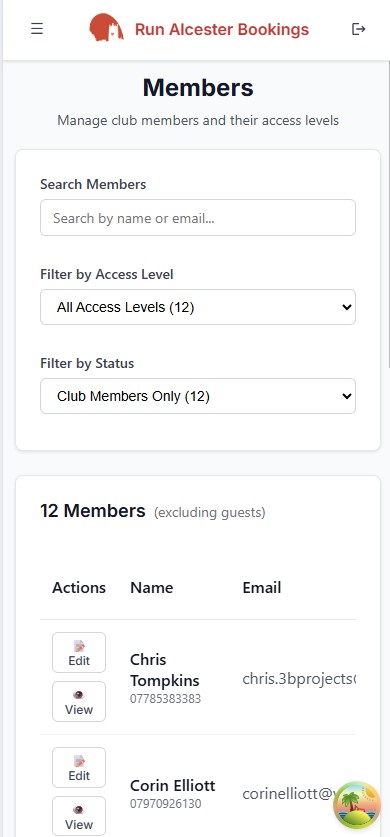 Run Alcester Bookings
Members
Manage club members and their access levels
Search Members
Search by name or email...
Filter by Access Level
All Access Levels (12)
Filter by Status
Club Members Only (12)
12 Members (excluding guests)
Actions Name Email
Edit
View
Chris
Tompkins
07785383383
chris.3bprojects
Edit
View
Corin Elliott
07970926130
corinelliott@